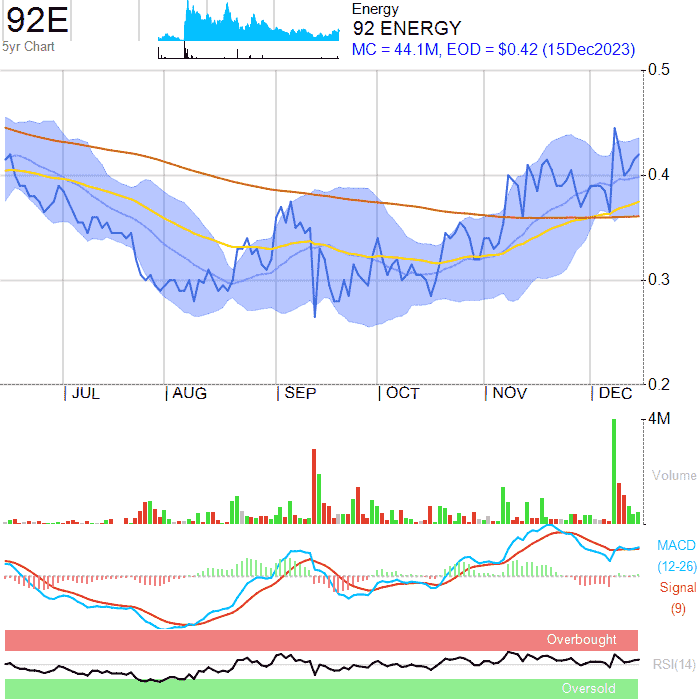 92E
5yr Chart
Energy
92 ENERGY
MC = 44.1M, EOD = $0.42 (15Dec2023)
0.5
0.4
0.3
0.2
JUL AUG SEP OCT NOV DEC
4M
Volume
MACD
(12-26)
Signal
(9)
Overbought
RSI(14)
Oversold